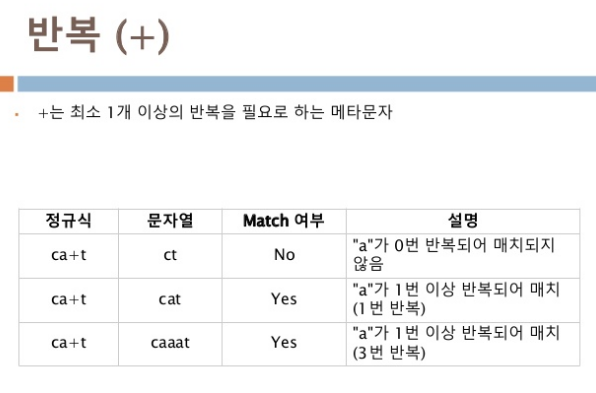 반복 (+)
+는 최소 1개 이상의 반복을 필요로 하는 메타문자
정규식 문자열 Match 여부 설명
ca+t ct No "a"가 0번 반복되어 매치되지
않음
ca+t cat Yes "a"가 1번 이상 반복되어 매치
(1번 반복)
ca+t caaat Yes "a"가 1번 이상 반복되어 매치
(3번 반복)